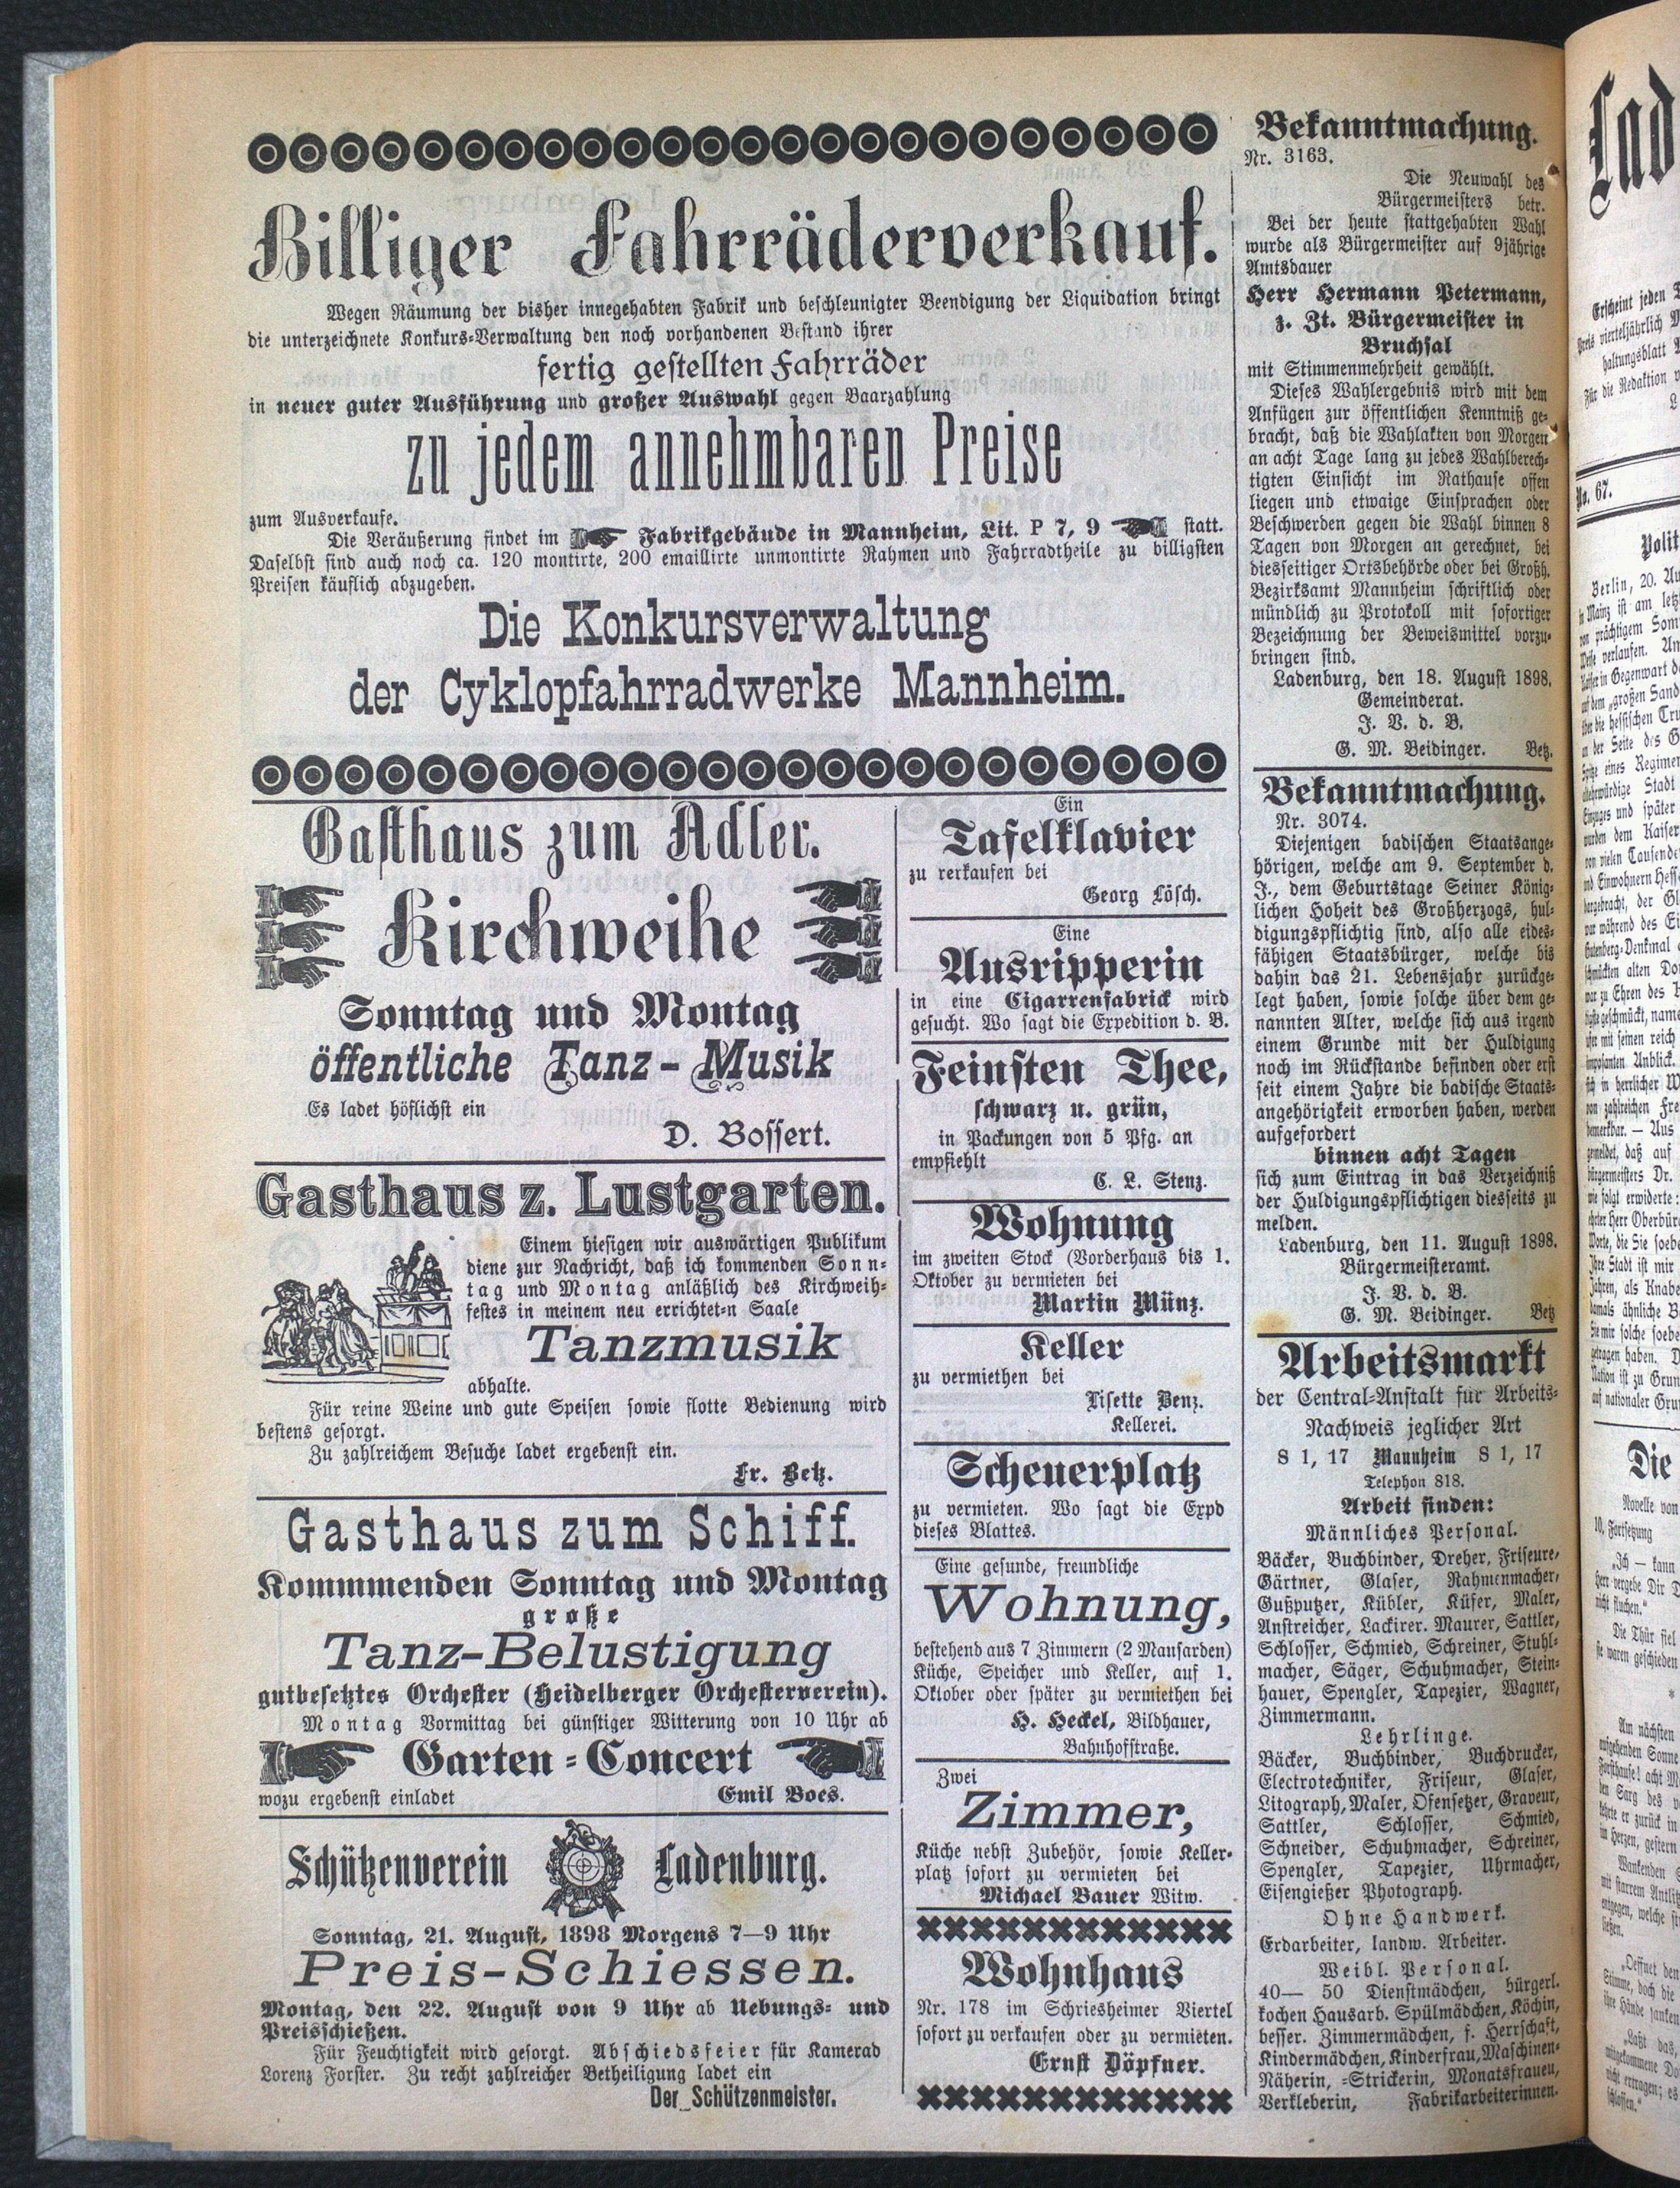 Billiger Fahrräderverkauf.
Wegen Räumung der bisher innegehabten Fabrik und beschleunigter Beendigung der Liquidation bringt
die unterzeichnete Konkurs-Verwaltung den noch vorhandenen Bestand ihrer
fertig gestellten Fahrräder
in neuer guter Ausführung und großer Auswahl gegen Baarzahlung
zu jedem annehmbaren Preise
zum Ausverkaufe.
Die Veräußerung findet im Fabrikgebäude in Mannheim, Lit. P 7, 9 statt.
Daselbst sind auch noch ca. 120 montirte, 200 emaillirte unmontirte Rahmen und Fahrradtheile zu billigsten
Preisen käuflich abzugeben.
Die Konkursverwaltung
der Cyklopfahrradwerke Mannheim.
Gasthaus zum Adler.
Kirchweihe
Sonntag und Montag
öffentliche Tanz-Musik
Es ladet höflichst ein
D. Bossert.
Gasthaus z. Lustgarten.
Einem hiesigen wir auswärtigen Publikum
diene zur Nachricht, daß ich kommenden Sonn-
tag und Montag anläßlich des Kirchweih-
festes in meinem neu errichteten Saale
Tanzmusik
abhalte.
Für reine Weine und gute Speisen sowie flotte Bedienung wird
bestens gesorgt.
Zu zahlreichem Besuche ladet ergebenst ein.
Fr. Betz.
Gasthaus zum Schiff.
Kommmenden Sonntag und Montag
große
Tanz-Belustigung
gutbesetztes Orchester (Heidelberger Orchesterverein).
Montag Vormittag bei günstiger Witterung von 10 Uhr ab
Garten-Concert
wozu ergebenst einladet Emil Boes.
Schützenverein Ladenburg.
Sonntag, 21. August, 1898 Morgens 7—9 Uhr
Preis-Schiessen.
Montag, den 22. August von 9 Uhr ab Uebungs- und
Preisschießen.
Für Feuchtigkeit wird gesorgt. Abschiedsfeier für Kamerad
Lorenz Forster. Zu recht zahlreicher Betheiligung ladet ein
Der Schützenmeister.
Ein
Tafelklavier
zu verkaufen bei
Georg Lösch.
Eine
Ausripperin
in eine Cigarrenfabrick wird
gesucht. Wo sagt die Expedition d. B.
Feinsten Thee,
schwarz u. grün,
in Packungen von 5 Pfg. an
empfiehlt
C. L. Stenz.
Wohnung
im zweiten Stock (Vorderhaus bis 1.
Oktober zu vermieten bei
Martin Münz.
Keller
zu vermiethen bei
Lisette Benz.
Kellerei.
Scheuerplatz
zu vermieten. Wo sagt die Expd
dieses Blattes.
Eine gesunde, freundliche
Wohnung,
bestehend aus 7 Zimmern (2 Mansarden)
Küche, Speicher und Keller, auf 1.
Oktober oder später zu vermiethen bei
H. Heckel, Bildhauer,
Bahnhofstraße.
Zwei
Zimmer,
Küche nebst Zubehör, sowie Keller-
platz sofort zu vermieten bei
Michael Bauer Witw.
Wohnhaus
Nr. 178 im Schriesheimer Viertel
sofort zu verkaufen oder zu vermieten.
Ernst Döpfner.
Bekanntmachung.
Nr. 3163.
Die Neuwahl des
Bürgermeisters betr.
Bei der heute stattgehabten Wahl
wurde als Bürgermeister auf 9jährige
Amtsdauer
Herr Hermann Petermann,
z. Zt. Bürgermeister in
Bruchsal
mit Stimmenmehrheit gewählt.
Dieses Wahlergebnis wird mit dem
Anfügen zur öffentlichen Kenntniß ge-
bracht, daß die Wahlakten von Morgen
an acht Tage lang zu jedes Wahlberech-
tigten Einsicht im Rathause offen
liegen und etwaige Einsprachen oder
Beschwerden gegen die Wahl binnen 8
Tagen von Morgen an gerechnet, bei
diesseitiger Ortsbehörde oder bei Großh.
Bezirksamt Mannheim schriftlich oder
mündlich zu Protokoll mit sofortiger
Bezeichnung der Beweismittel vorzu-
bringen sind.
Ladenburg, den 18. August 1898.
Gemeinderat.
J. V. d. B.
G. M. Beidinger. Betz.
Bekanntmachung.
Nr. 3074.
Diejenigen badischen Staatsange-
hörigen, welche am 9. September d.
J., dem Geburtstage Seiner König-
lichen Hoheit des Großherzogs, hul-
digungspflichtig sind, also alle eides-
fähigen Staatsbürger, welche bis
dahin das 21. Lebensjahr zurückge-
legt haben, sowie solche über dem ge-
nannten Alter, welche sich aus irgend
einem Grunde mit der Huldigung
noch im Rückstande befinden oder erst
seit einem Jahre die badische Staats-
angehörigkeit erworben haben, werden
aufgefordert
binnen acht Tagen
sich zum Eintrag in das Verzeichniß
der Huldigungspflichtigen diesseits zu
melden.
Ladenburg, den 11. August 1898.
Bürgermeisteramt.
J. V. d. B.
G. M. Beidinger. Betz
Arbeitsmarkt
der Central-Anstalt für Arbeits-
Nachweis jeglicher Art
S 1, 17 Mannheim S 1, 17
Telephon 818.
Arbeit finden:
Männliches Personal.
Bäcker, Buchbinder, Dreher, Friseure,
Gärtner, Glaser, Rahmenmacher,
Gußputzer, Kübler, Küfer, Maler,
Anstreicher, Lackirer. Maurer, Sattler,
Schlosser, Schmied, Schreiner, Stuhl-
macher, Säger, Schuhmacher, Stein-
hauer, Spengler, Tapezier, Wagner,
Zimmermann.
Lehrlinge.
Bäcker, Buchbinder, Buchdrucker,
Electrotechniker, Friseur, Glaser,
Litograph, Maler, Ofensetzer, Graveur,
Sattler, Schlosser, Schmied,
Schneider, Schuhmacher, Schreiner,
Spengler, Tapezier, Uhrmacher,
Eisengießer Photograph.
Ohne Handwerk.
Erdarbeiter, landw. Arbeiter.
Weibl. Personal.
40— 50 Dienstmädchen, bürgerl.
kochen Hausarb. Spülmädchen, Köchin,
besser. Zimmermädchen, f. Herrschaft,
Kindermädchen, Kinderfrau, Maschinen-
Näherin, -Strickerin, Monatsfrauen,
Verkleberin, Fabrikarbeiterinnen.
Lad
Erscheint jeden
Preis vierteljährlich
haltungsblatt
Für die Redaktion
No. 67.
Polit
Berlin, 20. Au
Die
Novelle von
10. Fortsetzung